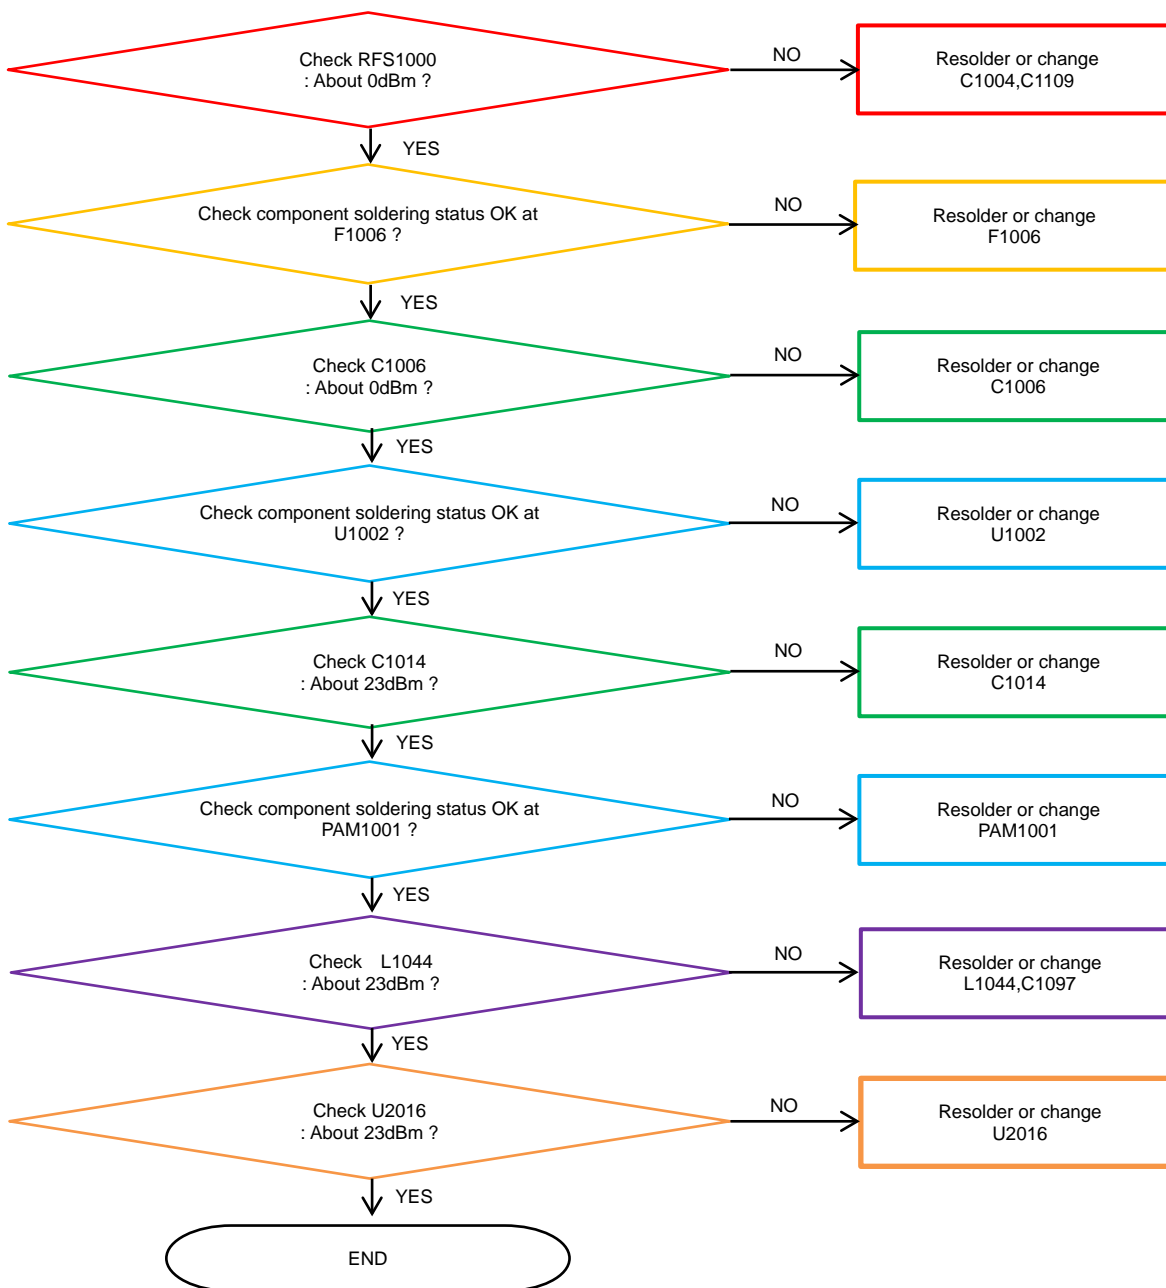 Check RFS1000
: About 0dBm ?
NO
Resolder or change
C1004,C1109
YES
Check component soldering status OK at
F1006 ?
NO
Resolder or change
F1006
YES
Check C1006
: About 0dBm ?
NO
Resolder or change
C1006
YES
Check component soldering status OK at
U1002 ?
NO
Resolder or change
U1002
YES
Check C1014
: About 23dBm ?
NO
Resolder or change
C1014
YES
Check component soldering status OK at
PAM1001 ?
NO
Resolder or change
PAM1001
YES
Check L1044
: About 23dBm ?
NO
Resolder or change
L1044,C1097
YES
Check U2016
: About 23dBm ?
NO
Resolder or change
U2016
YES
END